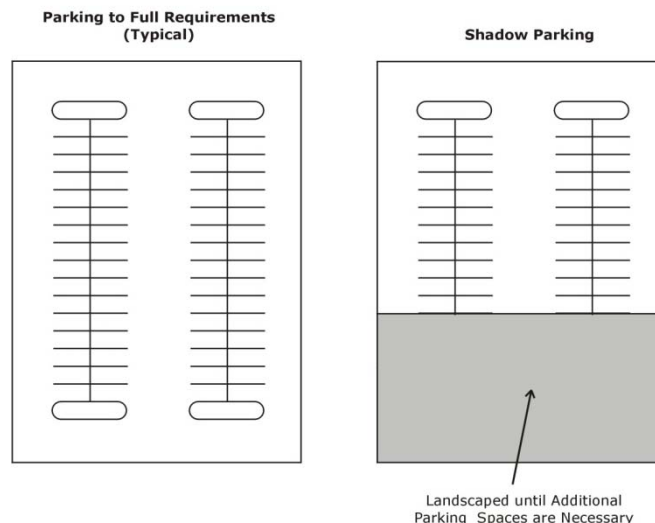 Parking to Full Requirements
(Typical)
Shadow Parking
Landscaped until Additional
Parking Spaces are Necessary